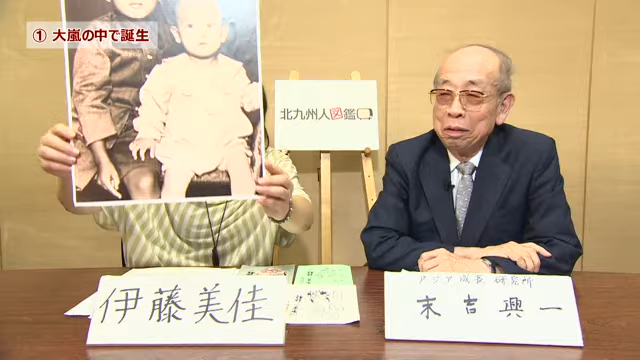 ① 大嵐の中で誕生
北九州人図鑑
伊藤美佳
アジア成長研究所
末吉興一